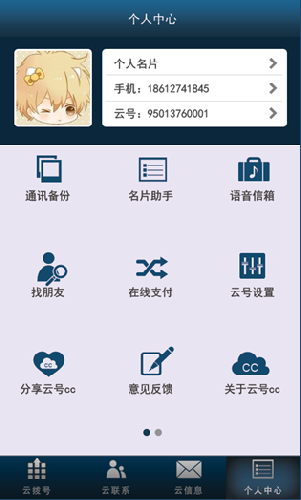 个人中心
个人名片
手机：18612741845
云号：95013760001
通讯备份 名片助手 语音信箱
找朋友 在线支付 云号设置
CC CC
分享云号cc 意见反馈 关于云号cc
云拨号 云联系 云信息 个人中心